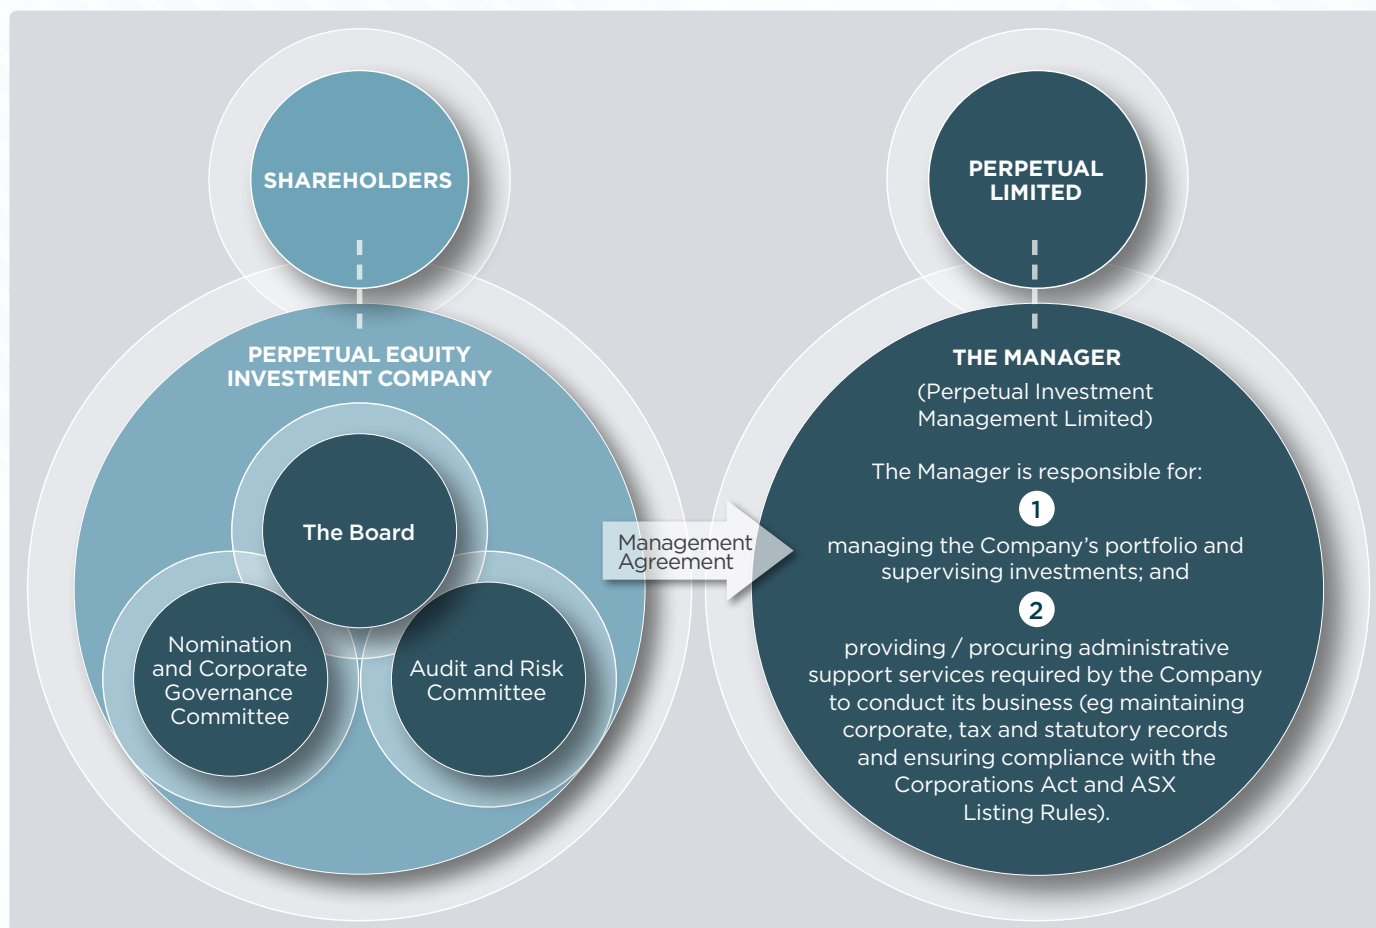 SHAREHOLDERS
PERPETUAL EQUITY
INVESTMENT COMPANY
The Board
Nomination
and Corporate
Governance
Committee
Audit and Risk
Committee
Management
Agreement
PERPETUAL
LIMITED
THE MANAGER
(Perpetual Investment
Management Limited)
The Manager is responsible for:
1
managing the Company’s portfolio and
supervising investments; and
2
providing / procuring administrative
support services required by the Company
to conduct its business (eg maintaining
corporate, tax and statutory records
and ensuring compliance with the
Corporations Act and ASX
Listing Rules).